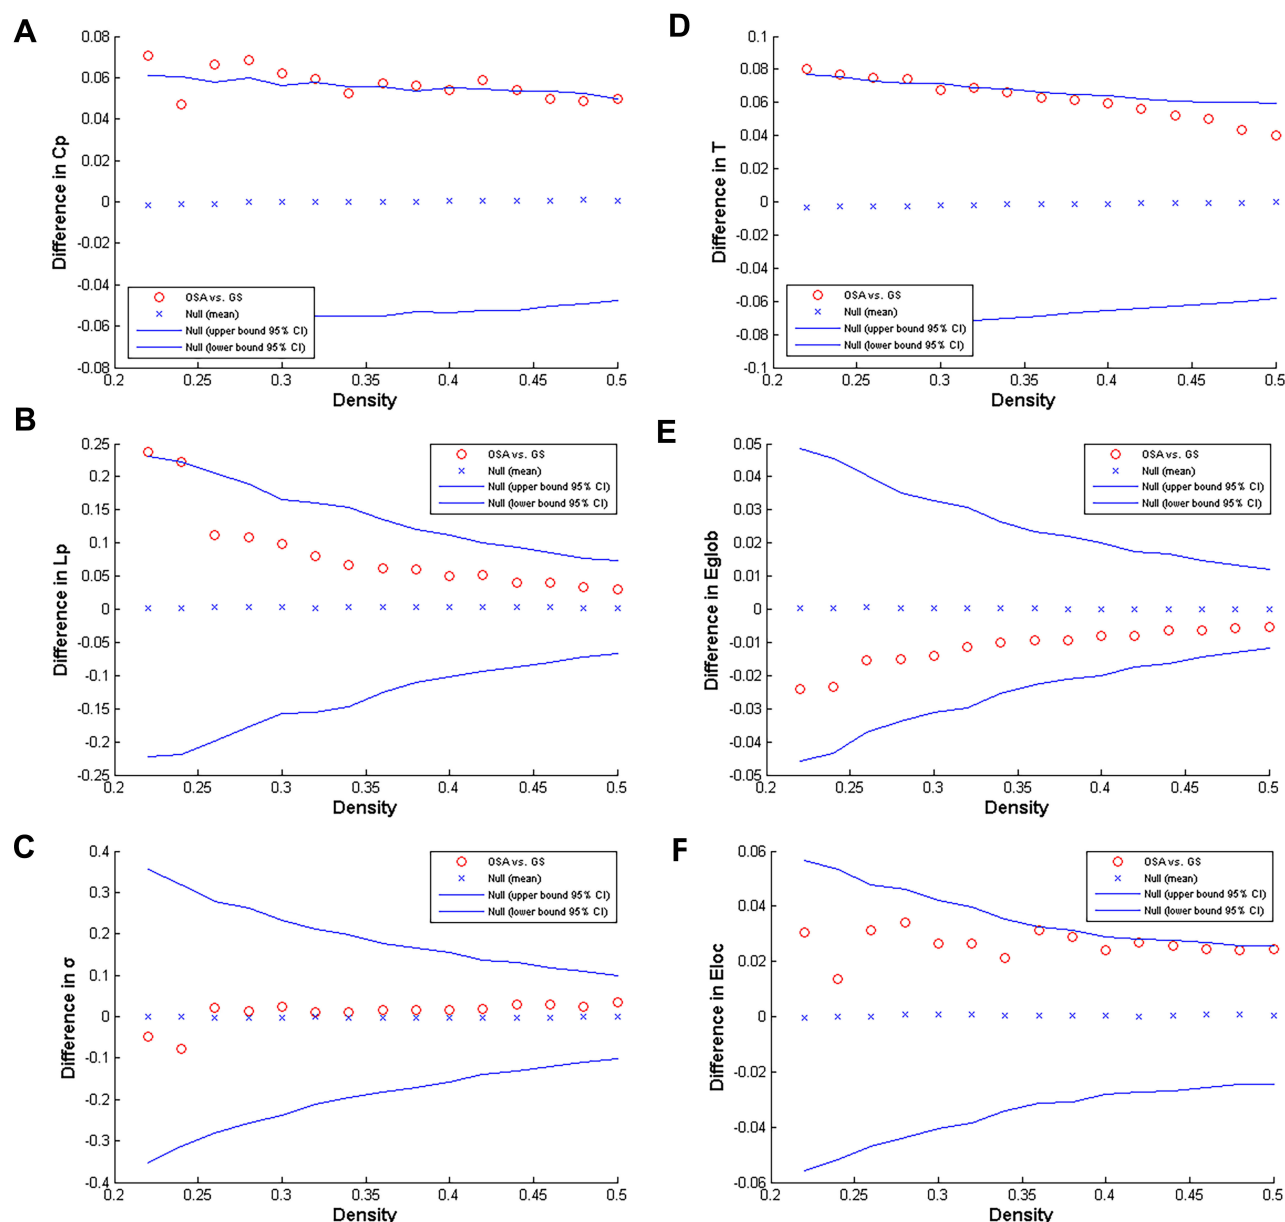 A
0.08
0.06
0.04
0.02
0
-0.02
-0.04
-0.06
-0.08
Difference in Cp
OSA vs. GS
Null (mean)
Null (upper bound 95% CI)
Null (lower bound 95% CI)
0.2 0.25 0.3 0.35 0.4 0.45 0.5
Density
D
0.1
0.08
0.06
0.04
0.02
0
-0.02
-0.04
-0.06
-0.08
-0.1
Difference in T
OSA vs. GS
Null (mean)
Null (upper bound 95% CI)
Null (lower bound 95% CI)
0.2 0.25 0.3 0.35 0.4 0.45 0.5
Density
B
0.25
0.2
0.15
0.1
0.05
0
-0.05
-0.1
-0.15
-0.2
-0.25
Difference in Lp
OSA vs. GS
Null (mean)
Null (upper bound 95% CI)
Null (lower bound 95% CI)
0.2 0.25 0.3 0.35 0.4 0.45 0.5
Density
E
0.05
0.04
0.03
0.02
0.01
0
-0.01
-0.02
-0.03
-0.04
-0.05
Difference in Eglob
OSA vs. GS
Null (mean)
Null (upper bound 95% CI)
Null (lower bound 95% CI)
0.2 0.25 0.3 0.35 0.4 0.45 0.5
Density
C
0.4
0.3
0.2
0.1
0
-0.1
-0.2
-0.3
-0.4
Difference in σ
OSA vs. GS
Null (mean)
Null (upper bound 95% CI)
Null (lower bound 95% CI)
0.2 0.25 0.3 0.35 0.4 0.45 0.5
Density
F
0.06
0.04
0.02
0
-0.02
-0.04
-0.06
Difference in Eloc
OSA vs. GS
Null (mean)
Null (upper bound 95% CI)
Null (lower bound 95% CI)
0.2 0.25 0.3 0.35 0.4 0.45 0.5
Density